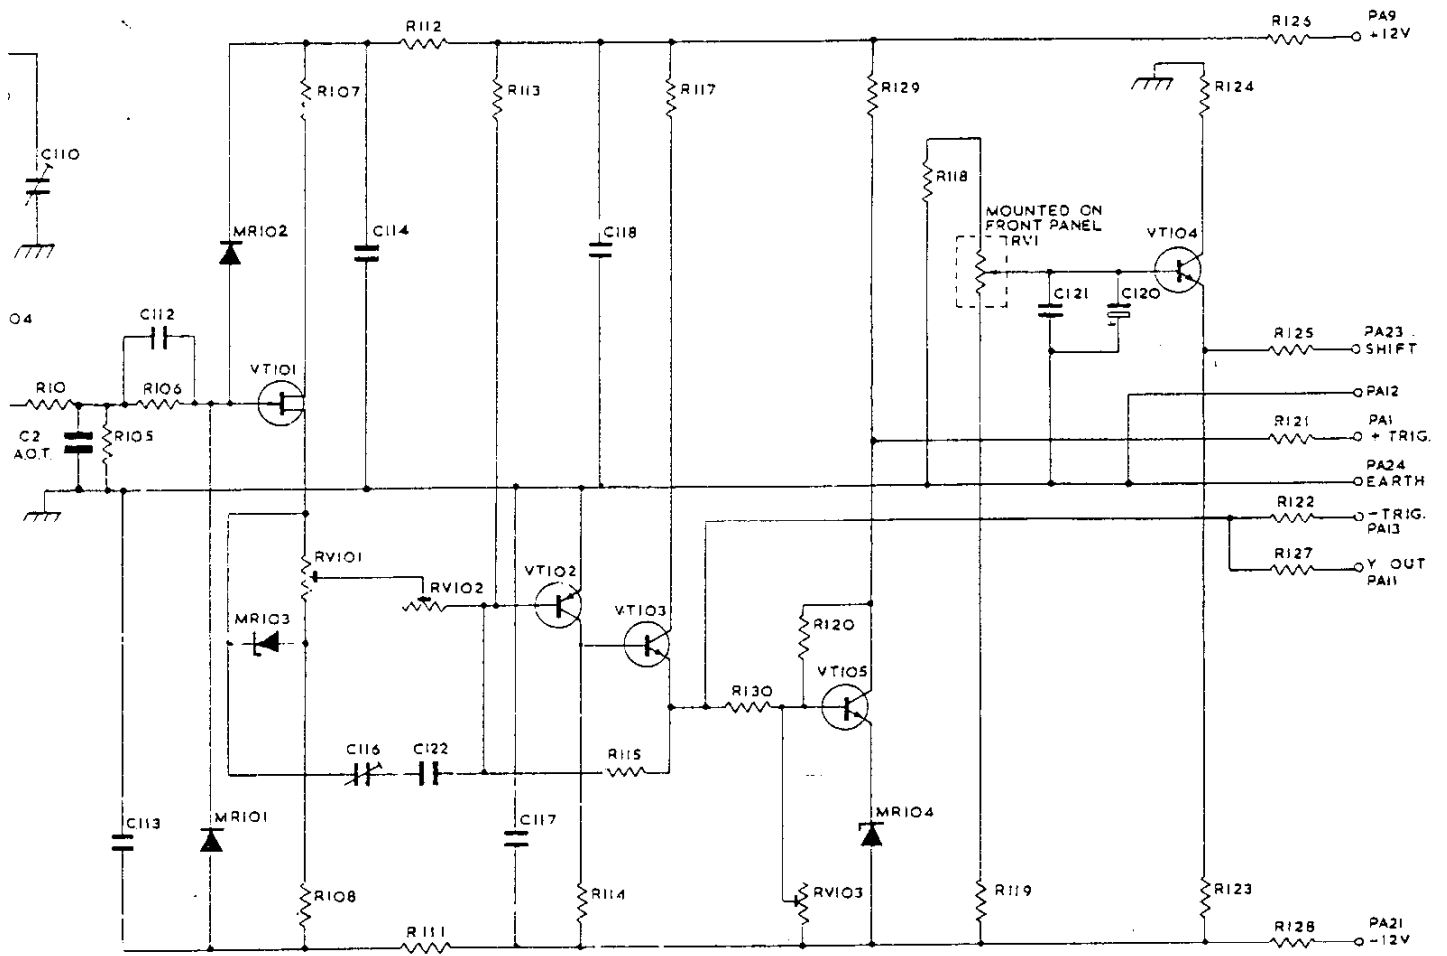 R112
R126
PA9
+12V
R107
R113
R117
R129
R124
C110
R118
MR102
C114
C118
MOUNTED ON
FRONT PANEL
RV1
VT104
C121
C120
04
C112
R125
PA23
SHIFT
VT101
R10
R106
PA12
C2
A.O.T.
R105
R121
PA1
+ TRIG.
PA24
EARTH
R122
-TRIG.
PA13
R127
Y OUT
PA11
RV101
RV102
VT102
VT103
MR103
R120
VT105
R130
C116
C122
R115
C113
MR101
C117
MR104
R108
R114
RV103
R119
R123
R111
R128
PA21
-12V